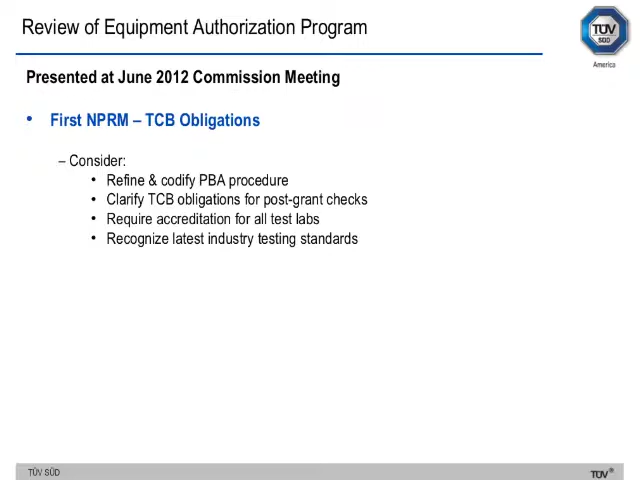 Review of Equipment Authorization Program
TÜV
SÜD
America
Presented at June 2012 Commission Meeting
• First NPRM – TCB Obligations
– Consider:
• Refine & codify PBA procedure
• Clarify TCB obligations for post-grant checks
• Require accreditation for all test labs
• Recognize latest industry testing standards
TÜV SÜD
TÜV®